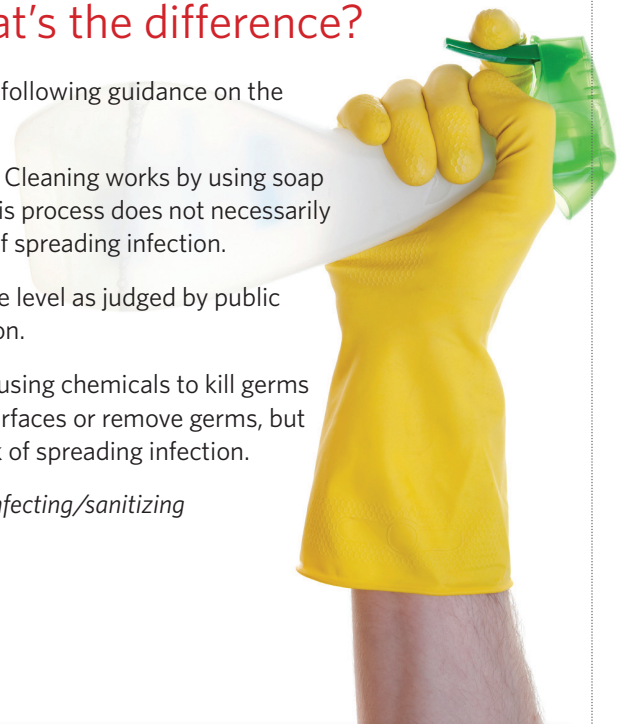 at's the difference?
following guidance on the
Cleaning works by using soap
is process does not necessarily
f spreading infection.
e level as judged by public
on.
using chemicals to kill germs
rfaces or remove germs, but
k of spreading infection.
nfecting/sanitizing